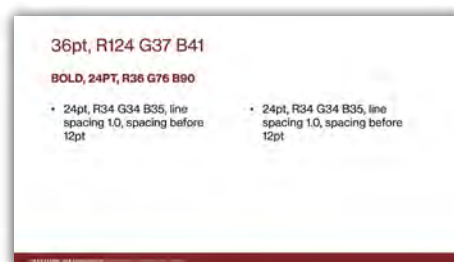 36pt, R124 G37 B41
BOLD, 24PT, R36 G76 B90
• 24pt, R34 G34 B35, line
spacing 1.0, spacing before
12pt
• 24pt, R34 G34 B35, line
spacing 1.0, spacing before
12pt